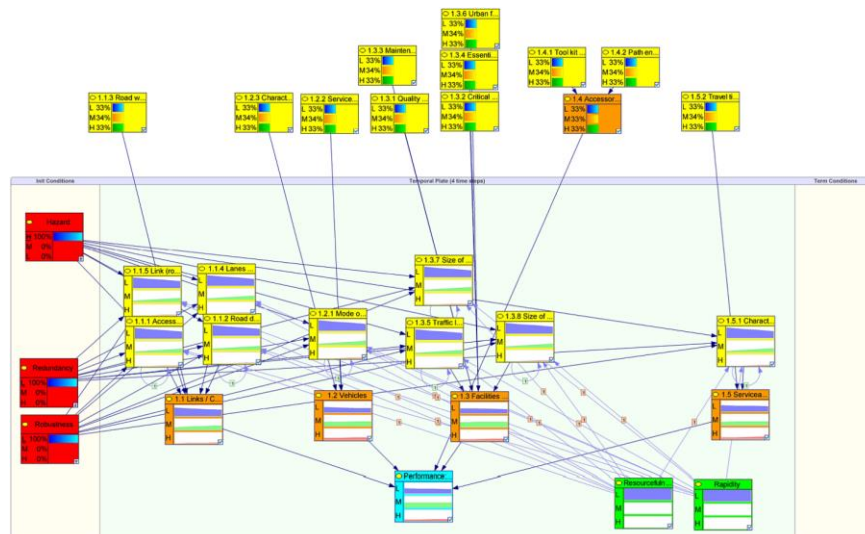 1.3.6 Urban f...
L 33%
M 34%
H 33%
1.3.3 Mainten...
L 33%
M 34%
H 33%
1.3.4 Essenti...
L 33%
M 34%
H 33%
1.4.1 Tool kit ...
L 33%
M 34%
H 33%
1.4.2 Path en...
L 33%
M 34%
H 33%
1.1.3 Road w...
L 33%
M 34%
H 33%
1.2.3 Charact...
L 33%
M 34%
H 33%
1.2.2 Service...
L 33%
M 34%
H 33%
1.3.1 Quality ...
L 33%
M 34%
H 33%
1.3.2 Critical ...
L 33%
M 34%
H 33%
1.4 Accessor...
L 33%
M 34%
H 33%
1.5.2 Travel ti...
L 33%
M 34%
H 33%
Init Conditions
Temporal Plate (4 time steps)
Term Conditions
Hazard
H 100%
M 0%
L 0%
1.1.5 Link (ro...
L
M
H
1.1.4 Lanes ...
L
M
H
1.3.7 Size of ...
L
M
H
1.1.1 Access...
L
M
H
1.1.2 Road d...
L
M
H
1.2.1 Mode o...
L
M
H
1.3.5 Traffic l...
L
M
H
1.3.8 Size of ...
L
M
H
1.5.1 Charact...
L
M
H
Redundancy
L 100%
M 0%
H 0%
Robustness
L 100%
M 0%
H 0%
1.1 Links / C...
L
M
H
1.2 Vehicles
L
M
H
1.3 Facilities
L
M
H
1.5 Servicea...
L
M
H
Performance...
L
M
H
Resourcefuln...
L
M
H
Rapidity
L
M
H